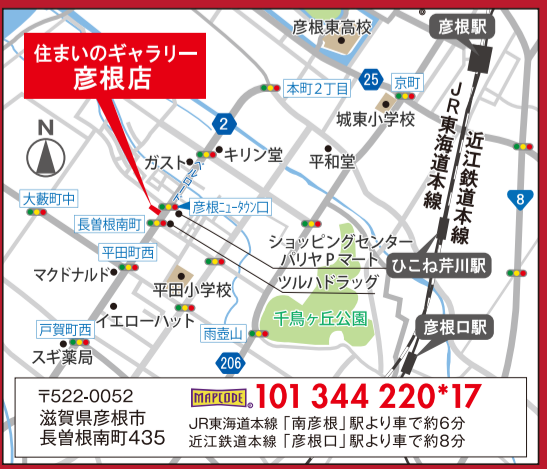 彦根東高校
彦根駅
住まいのギャラリー
彦根店
本町2丁目
25
京町
城東小学校
JR東海道本線
近江鉄道本線
N
2
ガスト
キリン堂
平和堂
ベルロード
大藪町中
彦根ニュータウン口
8
長曽根南町
ショッピングセンター
パリヤPマート
平田町西
ツルハドラッグ
ひこね芹川駅
マクドナルド
平田小学校
千鳥ヶ丘公園
イエローハット
戸賀町西
雨壺山
彦根口駅
スギ薬局
206
〒522-0052
滋賀県彦根市
長曽根南町435
MAPCODE® 101 344 220*17
JR東海道本線「南彦根」駅より車で約6分
近江鉄道本線「彦根口」駅より車で約8分